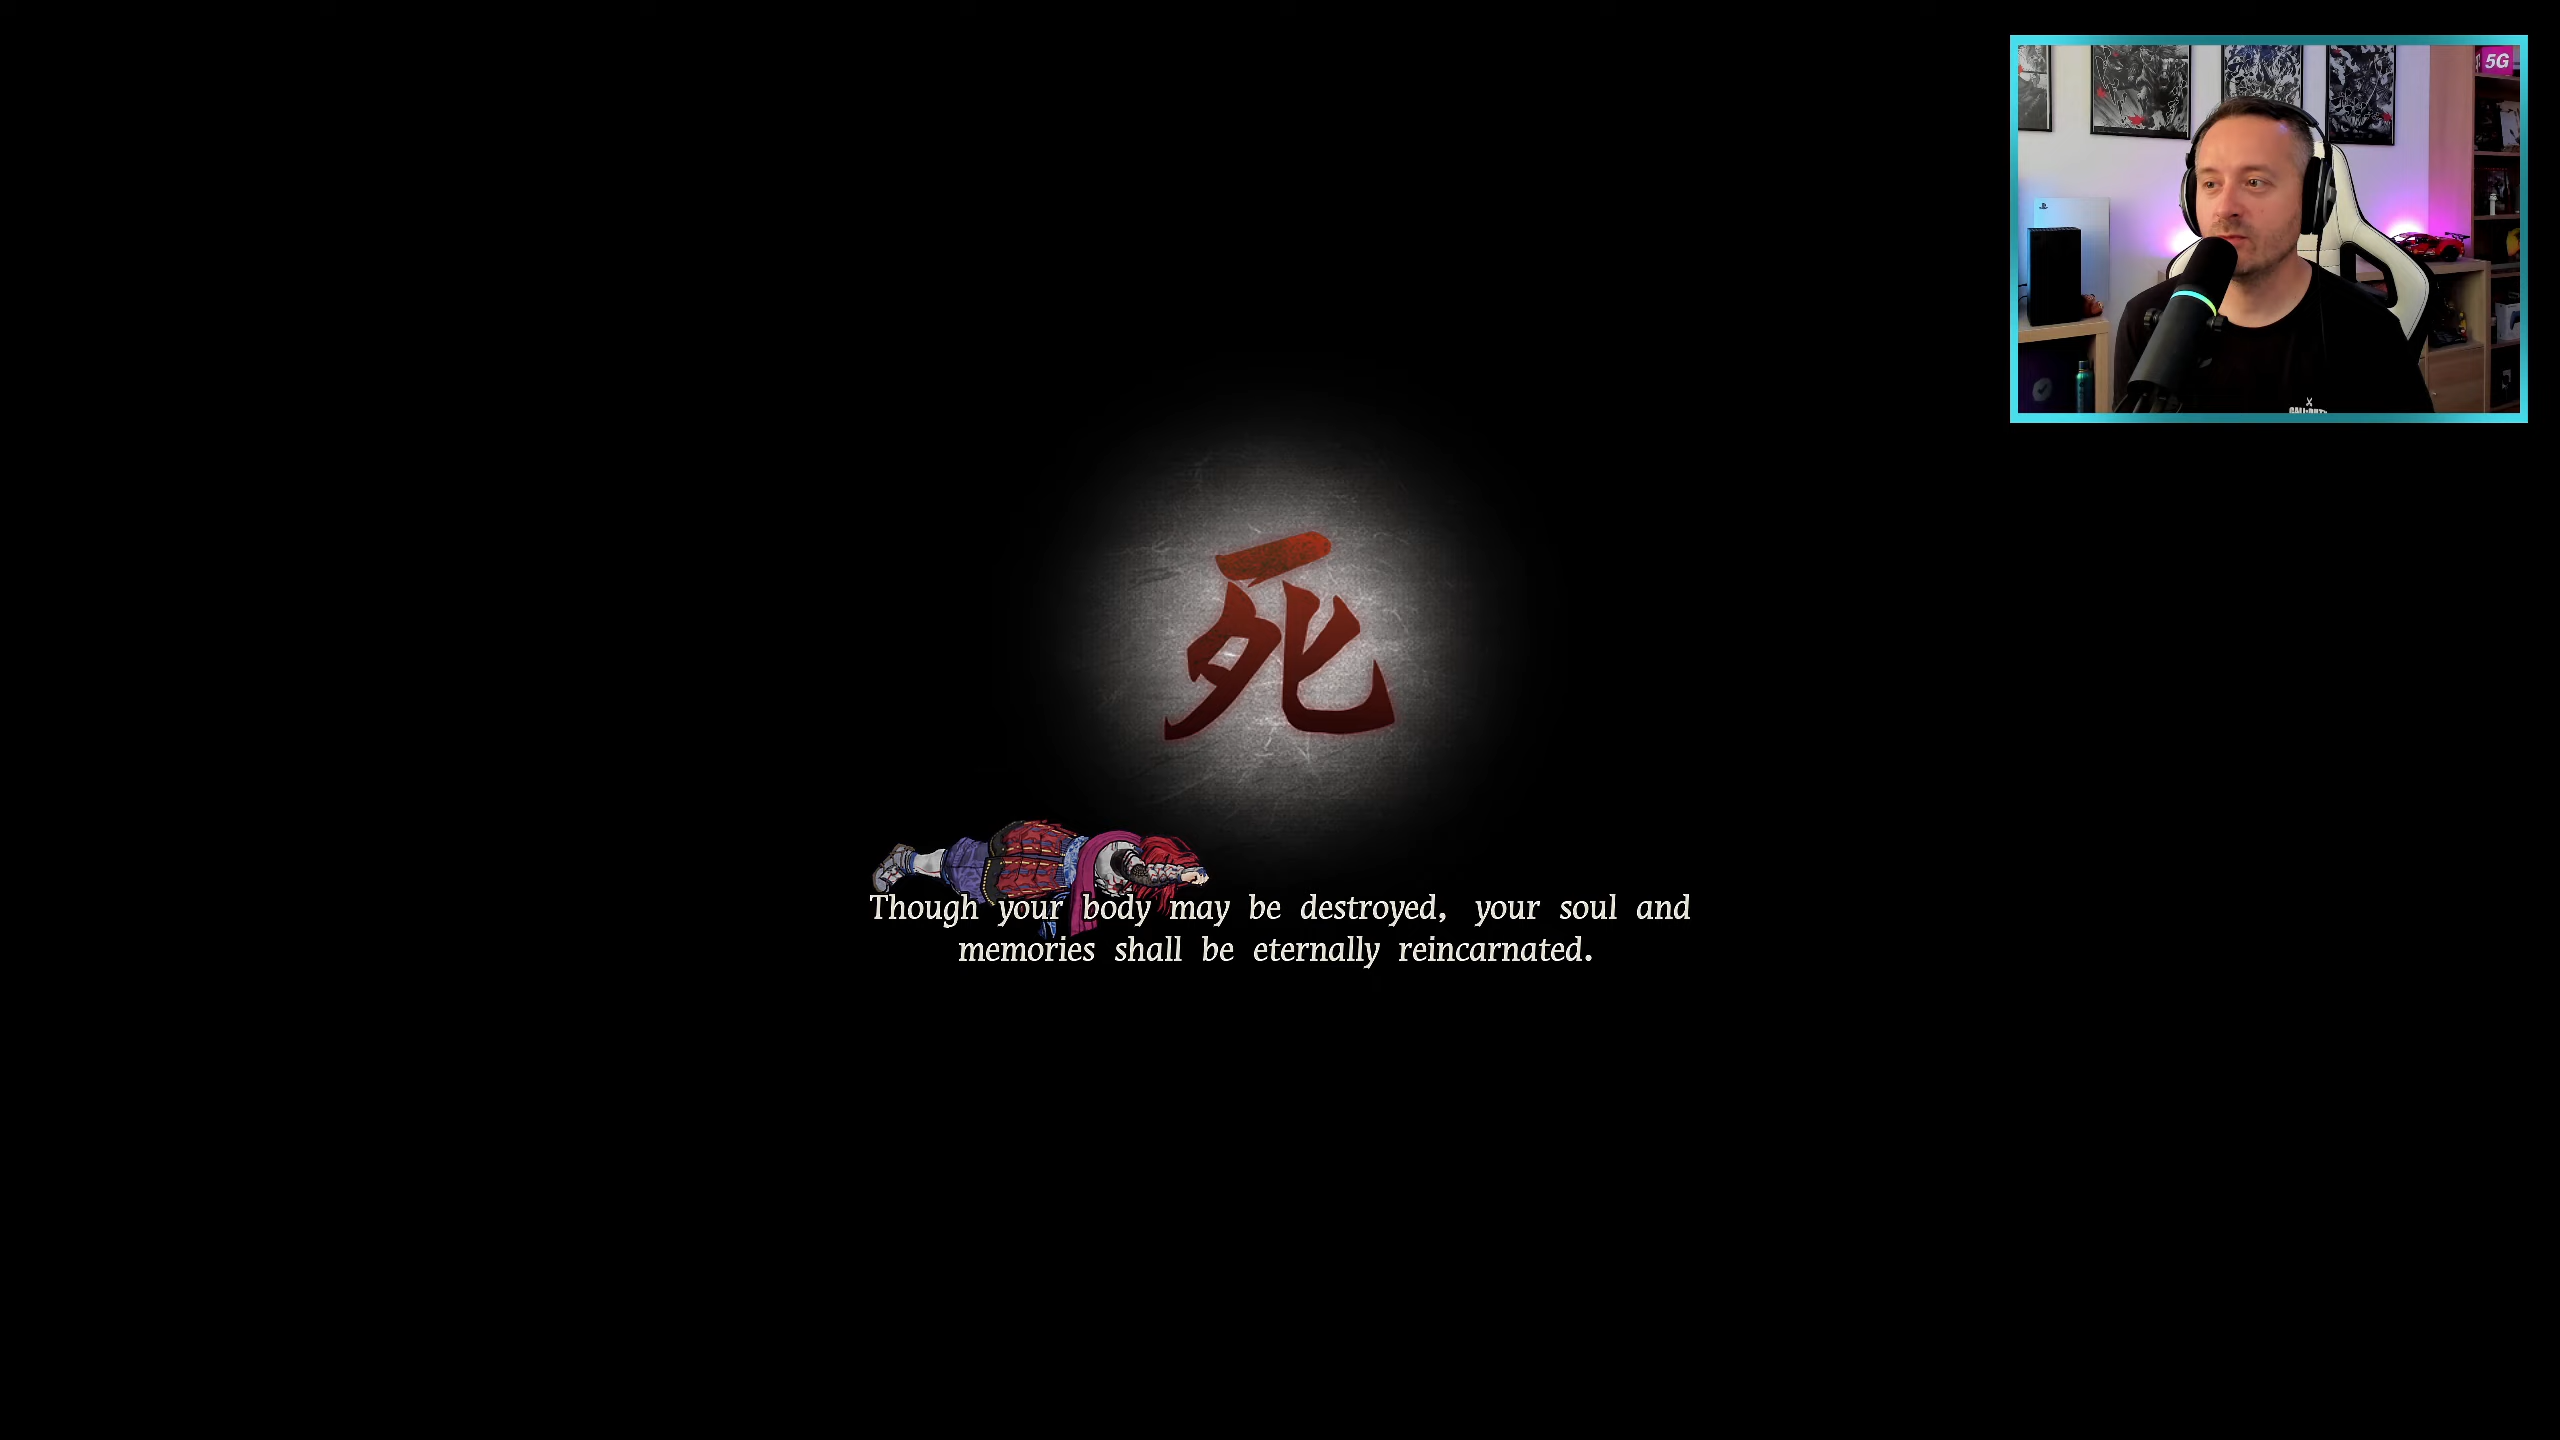 5G
死
Though your body may be destroyed, your soul and
memories shall be eternally reincarnated.